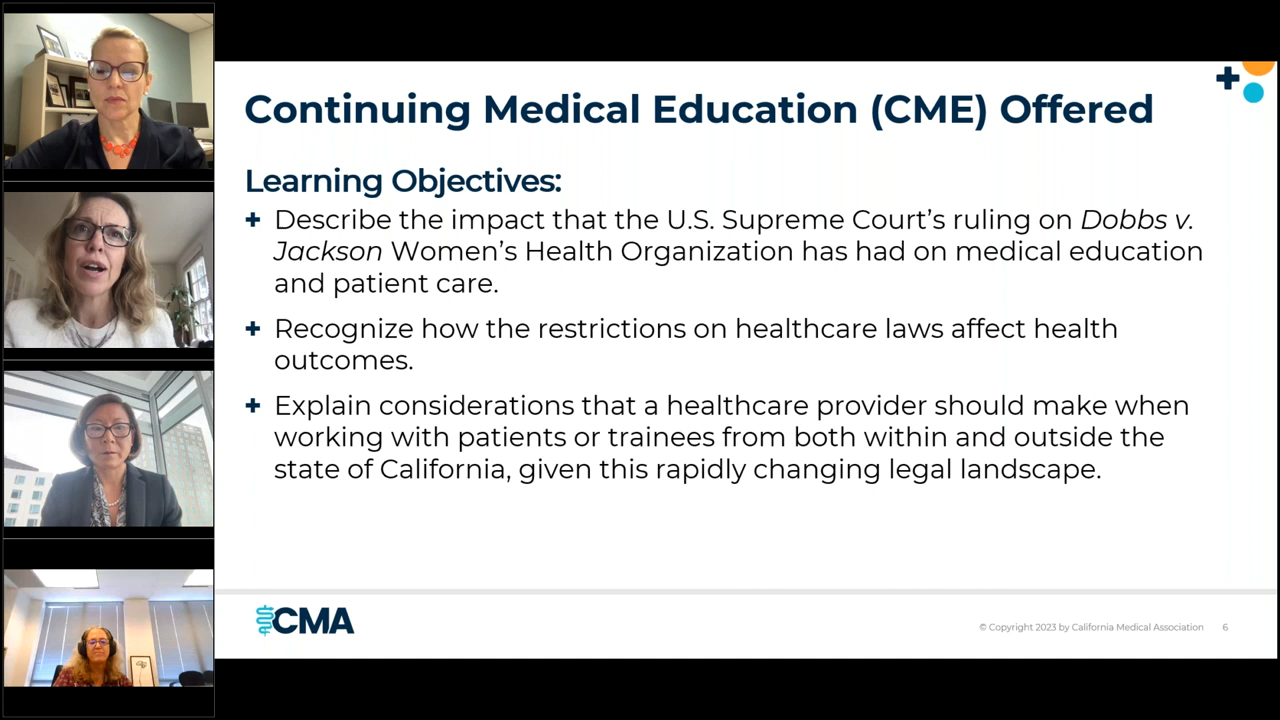 Continuing Medical Education (CME) Offered
Learning Objectives:
Describe the impact that the U.S. Supreme Court’s ruling on Dobbs v.
Jackson Women’s Health Organization has had on medical education
and patient care.
Recognize how the restrictions on healthcare laws affect health
outcomes.
Explain considerations that a healthcare provider should make when
working with patients or trainees from both within and outside the
state of California, given this rapidly changing legal landscape.
CMA
© Copyright 2023 by California Medical Association 6